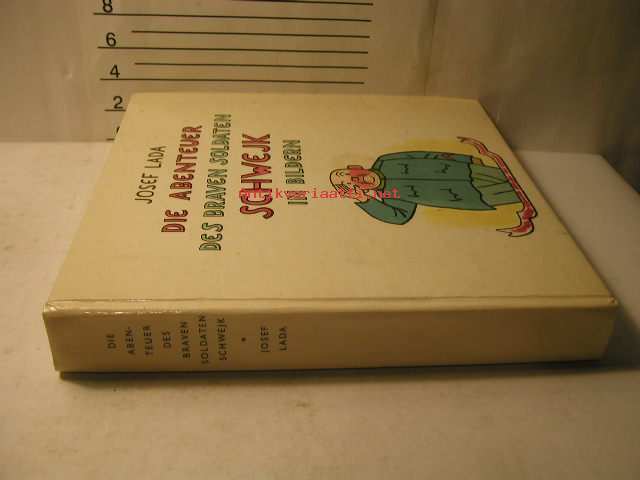 8
6
4
2
JOSEF LADA
DIE ABENTEUER
DES BRAVEN SOLDATEN
SCHWEJK
IN BILDERN
antikvariaatti.net
DIE
ABEN-
TEUER
DES
BRAVEN
SOLDATEN
SCHWEJK
*
JOSEF
LADA